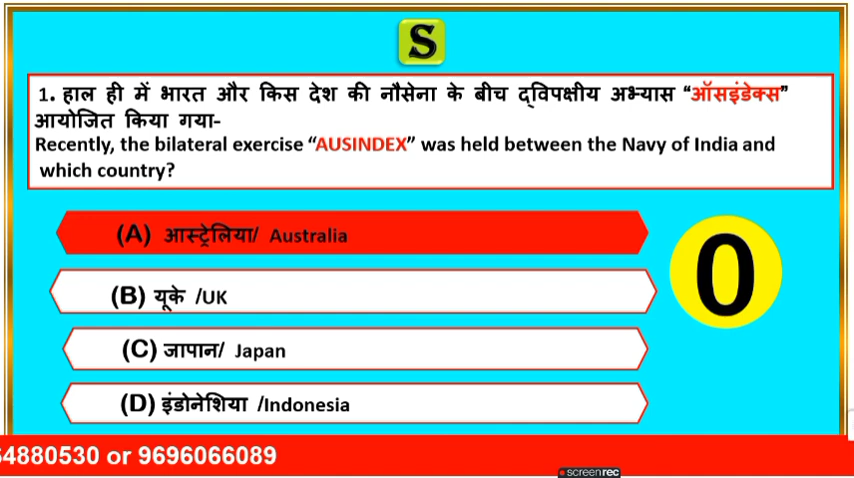 S
1. हाल ही में भारत और किस देश की नौसेना के बीच द्विपक्षीय अभ्यास “ऑसइंडेक्स”
आयोजित किया गया-
Recently, the bilateral exercise “AUSINDEX” was held between the Navy of India and
which country?
(A) आस्ट्रेलिया/ Australia
0
(B) यूके /UK
(C) जापान/ Japan
(D) इंडोनेशिया /Indonesia
4880530 or 9696066089
screenrec